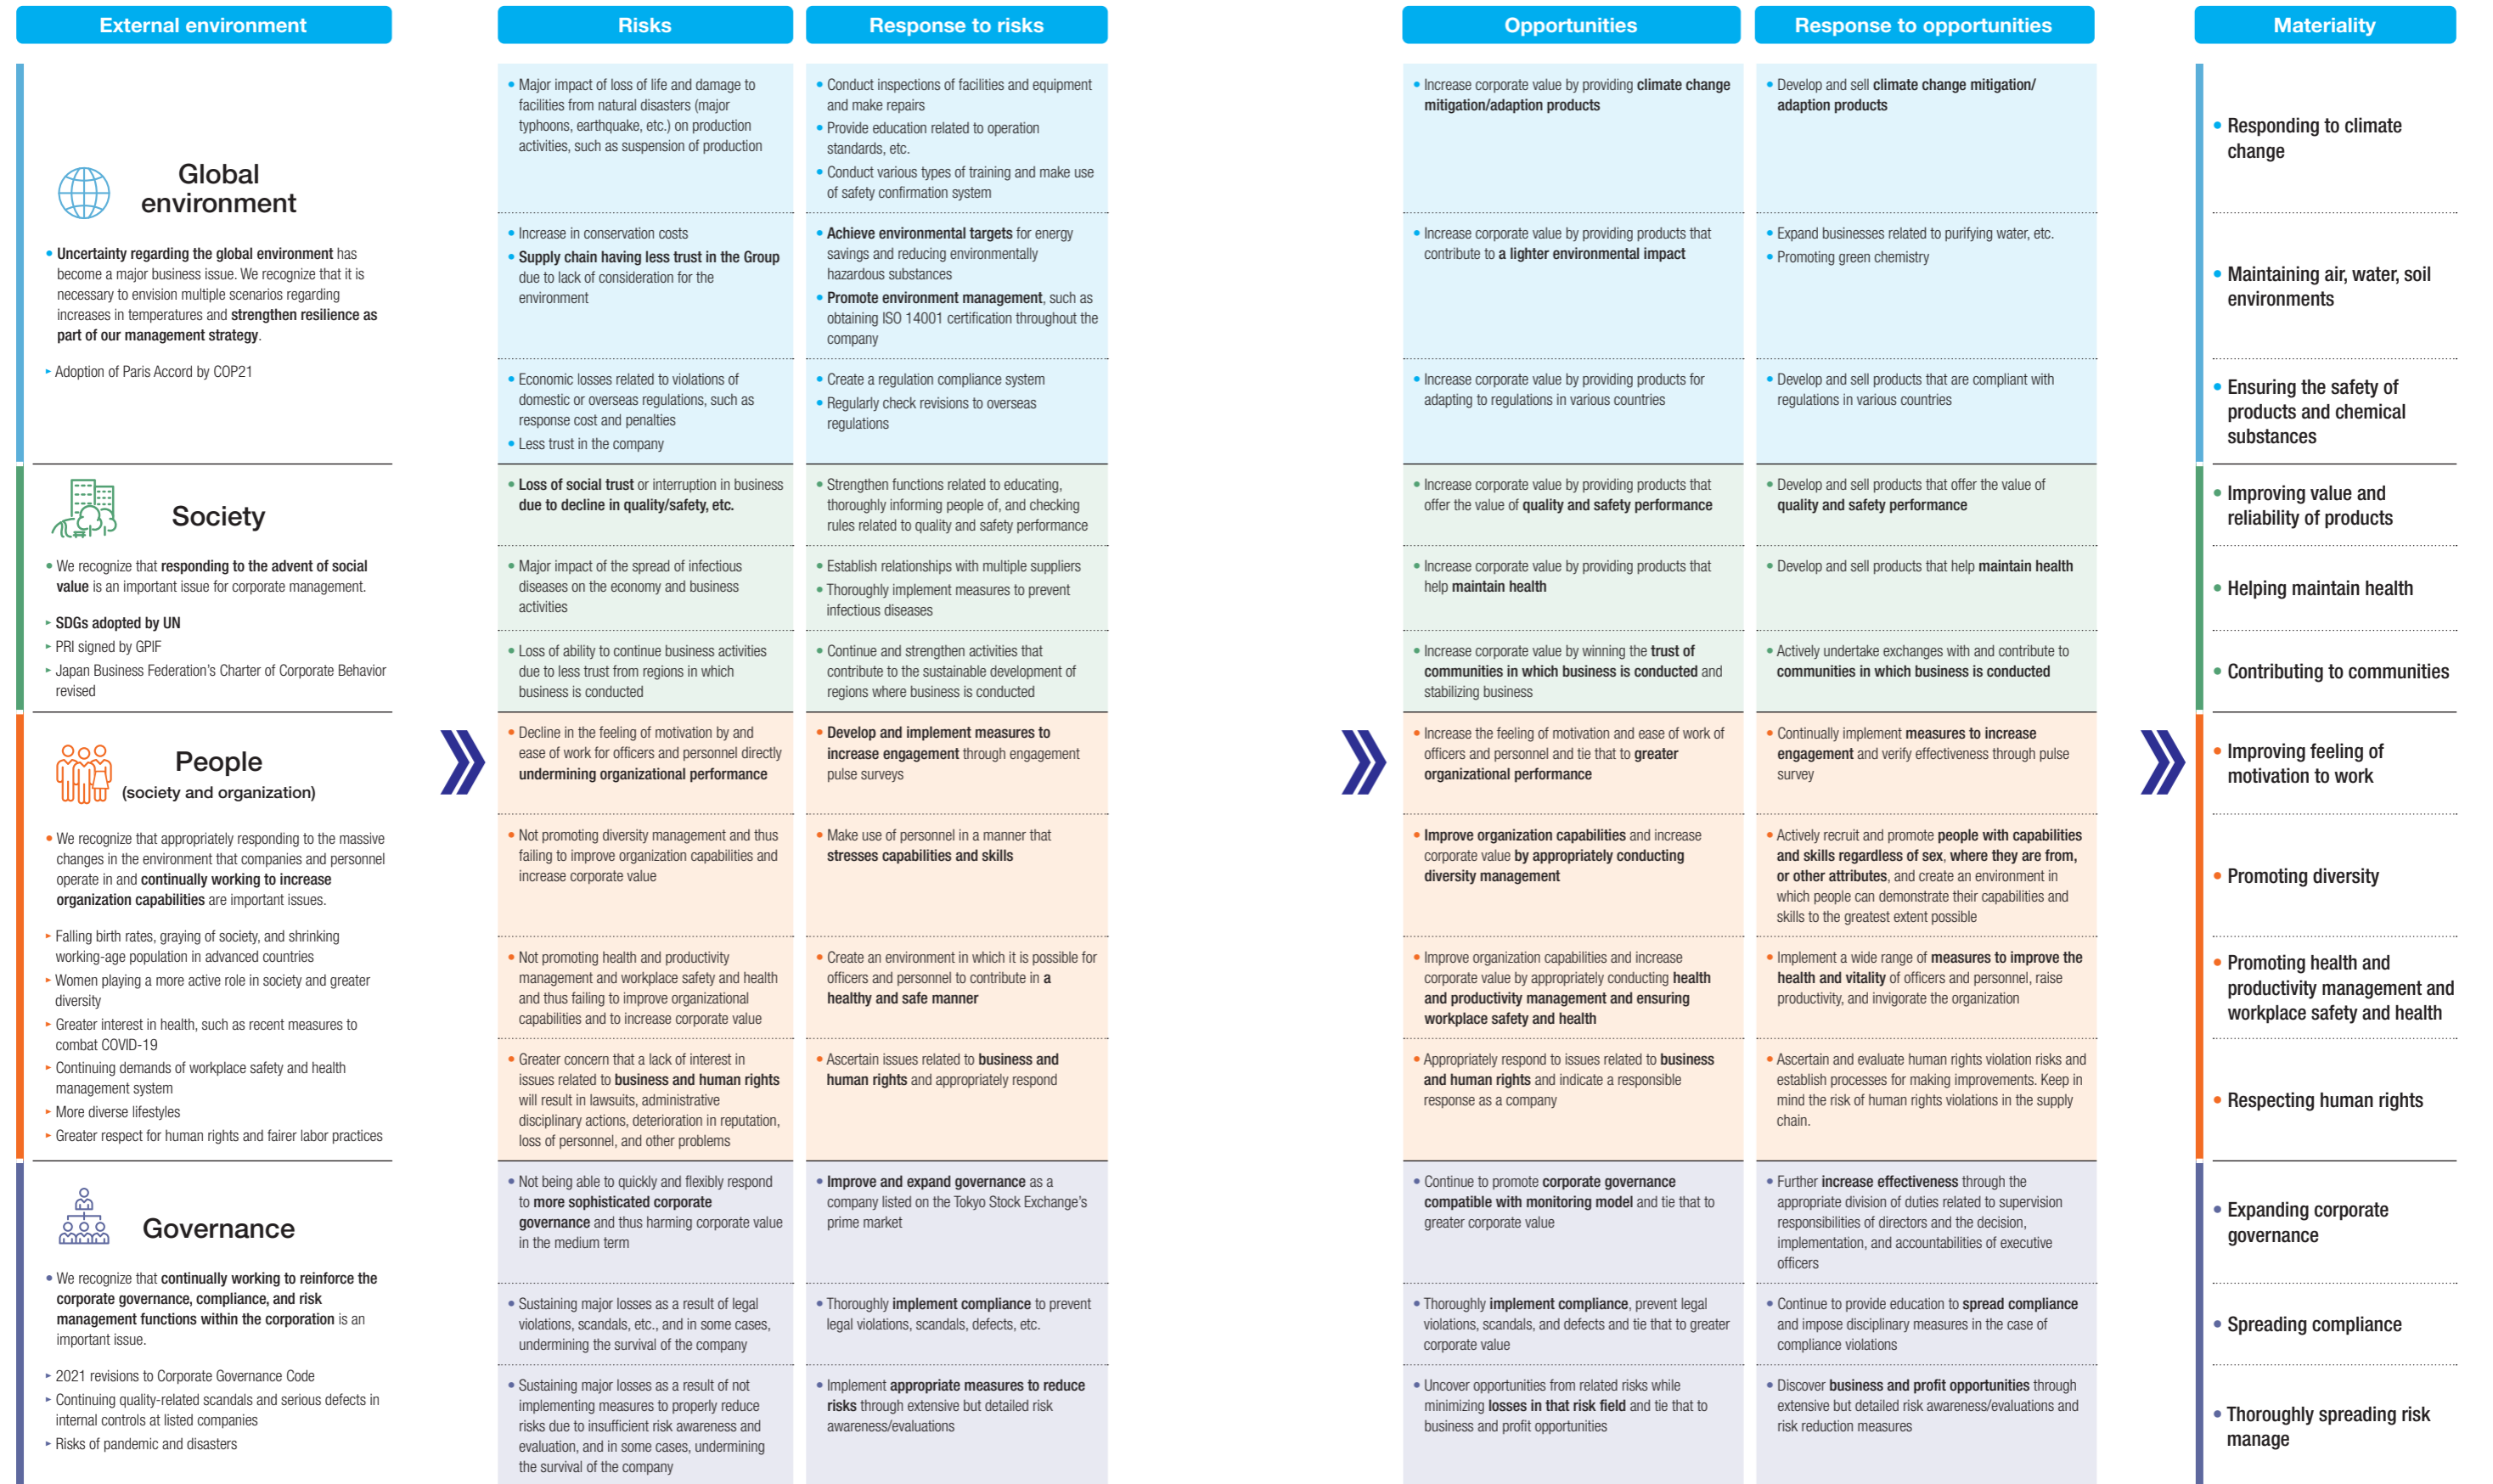 External environment
Risks
Response to risks
Opportunities
Response to opportunities
Materiality
Global
environment
• Uncertainty regarding the global environment has
become a major business issue. We recognize that it is
necessary to envision multiple scenarios regarding
increases in temperatures and strengthen resilience as
part of our management strategy.
► Adoption of Paris Accord by COP21
• Major impact of loss of life and damage to
facilities from natural disasters (major
typhoons, earthquake, etc.) on production
activities, such as suspension of production
• Conduct inspections of facilities and equipment
and make repairs
• Provide education related to operation
standards, etc.
• Conduct various types of training and make use
of safety confirmation system
• Increase corporate value by providing climate change
mitigation/adaption products
• Develop and sell climate change mitigation/
adaption products
• Responding to climate
change
• Increase in conservation costs
• Supply chain having less trust in the Group
due to lack of consideration for the
environment
• Achieve environmental targets for energy
savings and reducing environmentally
hazardous substances
• Promote environment management, such as
obtaining ISO 14001 certification throughout the
company
• Increase corporate value by providing products that
contribute to a lighter environmental impact
• Expand businesses related to purifying water, etc.
• Promoting green chemistry
• Maintaining air, water, soil
environments
• Economic losses related to violations of
domestic or overseas regulations, such as
response cost and penalties
• Less trust in the company
• Create a regulation compliance system
• Regularly check revisions to overseas
regulations
• Increase corporate value by providing products for
adapting to regulations in various countries
• Develop and sell products that are compliant with
regulations in various countries
• Ensuring the safety of
products and chemical
substances
Society
• We recognize that responding to the advent of social
value is an important issue for corporate management.
► SDGs adopted by UN
► PRI signed by GPIF
► Japan Business Federation's Charter of Corporate Behavior
revised
• Loss of social trust or interruption in business
due to decline in quality/safety, etc.
• Strengthen functions related to educating,
thoroughly informing people of, and checking
rules related to quality and safety performance
• Increase corporate value by providing products that
offer the value of quality and safety performance
• Develop and sell products that offer the value of
quality and safety performance
• Improving value and
reliability of products
• Major impact of the spread of infectious
diseases on the economy and business
activities
• Establish relationships with multiple suppliers
• Thoroughly implement measures to prevent
infectious diseases
• Increase corporate value by providing products that
help maintain health
• Develop and sell products that help maintain health
• Helping maintain health
• Loss of ability to continue business activities
due to less trust from regions in which
business is conducted
• Continue and strengthen activities that
contribute to the sustainable development of
regions where business is conducted
• Increase corporate value by winning the trust of
communities in which business is conducted and
stabilizing business
• Actively undertake exchanges with and contribute to
communities in which business is conducted
• Contributing to communities
People
(society and organization)
• We recognize that appropriately responding to the massive
changes in the environment that companies and personnel
operate in and continually working to increase
organization capabilities are important issues.
► Falling birth rates, graying of society, and shrinking
working-age population in advanced countries
► Women playing a more active role in society and greater
diversity
► Greater interest in health, such as recent measures to
combat COVID-19
► Continuing demands of workplace safety and health
management system
► More diverse lifestyles
► Greater respect for human rights and fairer labor practices
• Decline in the feeling of motivation by and
ease of work for officers and personnel directly
undermining organizational performance
• Develop and implement measures to
increase engagement through engagement
pulse surveys
• Increase the feeling of motivation and ease of work of
officers and personnel and tie that to greater
organizational performance
• Continually implement measures to increase
engagement and verify effectiveness through pulse
survey
• Improving feeling of
motivation to work
• Not promoting diversity management and thus
failing to improve organization capabilities and
increase corporate value
• Make use of personnel in a manner that
stresses capabilities and skills
• Improve organization capabilities and increase
corporate value by appropriately conducting
diversity management
• Actively recruit and promote people with capabilities
and skills regardless of sex, where they are from,
or other attributes, and create an environment in
which people can demonstrate their capabilities and
skills to the greatest extent possible
• Promoting diversity
• Not promoting health and productivity
management and workplace safety and health
and thus failing to improve organizational
capabilities and to increase corporate value
• Create an environment in which it is possible for
officers and personnel to contribute in a
healthy and safe manner
• Improve organization capabilities and increase
corporate value by appropriately conducting health
and productivity management and ensuring
workplace safety and health
• Implement a wide range of measures to improve the
health and vitality of officers and personnel, raise
productivity, and invigorate the organization
• Promoting health and
productivity management and
workplace safety and health
• Greater concern that a lack of interest in
issues related to business and human rights
will result in lawsuits, administrative
disciplinary actions, deterioration in reputation,
loss of personnel, and other problems
• Ascertain issues related to business and
human rights and appropriately respond
• Appropriately respond to issues related to business
and human rights and indicate a responsible
response as a company
• Ascertain and evaluate human rights violation risks and
establish processes for making improvements. Keep in
mind the risk of human rights violations in the supply
chain.
• Respecting human rights
Governance
• We recognize that continually working to reinforce the
corporate governance, compliance, and risk
management functions within the corporation is an
important issue.
► 2021 revisions to Corporate Governance Code
► Continuing quality-related scandals and serious defects in
internal controls at listed companies
► Risks of pandemic and disasters
• Not being able to quickly and flexibly respond
to more sophisticated corporate
governance and thus harming corporate value
in the medium term
• Improve and expand governance as a
company listed on the Tokyo Stock Exchange's
prime market
• Continue to promote corporate governance
compatible with monitoring model and tie that to
greater corporate value
• Further increase effectiveness through the
appropriate division of duties related to supervision
responsibilities of directors and the decision,
implementation, and accountabilities of executive
officers
• Expanding corporate
governance
• Sustaining major losses as a result of legal
violations, scandals, etc., and in some cases,
undermining the survival of the company
• Thoroughly implement compliance to prevent
legal violations, scandals, defects, etc.
• Thoroughly implement compliance, prevent legal
violations, scandals, and defects and tie that to greater
corporate value
• Continue to provide education to spread compliance
and impose disciplinary measures in the case of
compliance violations
• Spreading compliance
• Sustaining major losses as a result of not
implementing measures to properly reduce
risks due to insufficient risk awareness and
evaluation, and in some cases, undermining
the survival of the company
• Implement appropriate measures to reduce
risks through extensive but detailed risk
awareness/evaluations
• Uncover opportunities from related risks while
minimizing losses in that risk field and tie that to
business and profit opportunities
• Discover business and profit opportunities through
extensive but detailed risk awareness/evaluations and
risk reduction measures
• Thoroughly spreading risk
manage